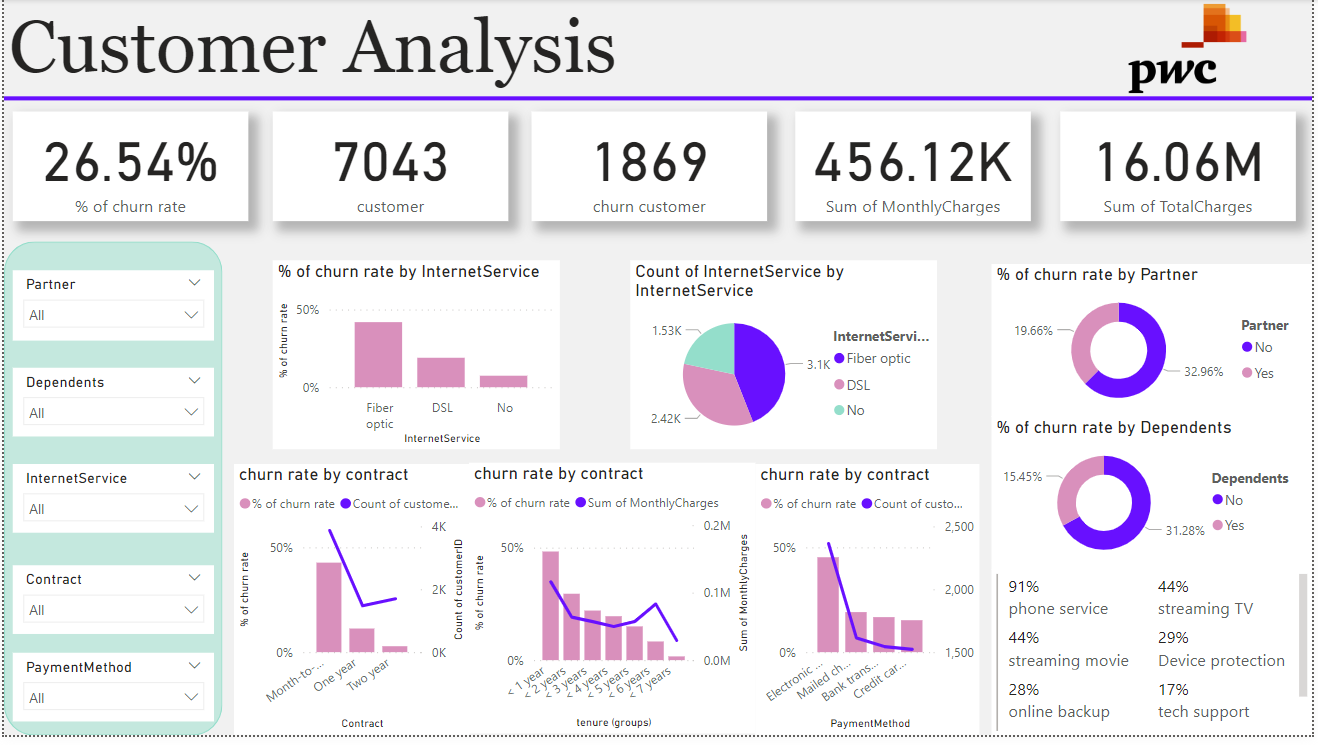 Customer Analysis
pwc
26.54%
% of churn rate
7043
customer
1869
churn customer
456.12K
Sum of MonthlyCharges
16.06M
Sum of TotalCharges
Partner
All
Dependents
All
InternetService
All
Contract
All
PaymentMethod
All
% of churn rate by InternetService
% of churn rate
50%
0%
Fiber
optic
DSL
No
InternetService
Count of InternetService by
InternetService
1.53K
3.1K
2.42K
InternetServi...
Fiber optic
DSL
No
% of churn rate by Partner
19.66%
32.96%
Partner
No
Yes
% of churn rate by Dependents
15.45%
31.28%
Dependents
No
Yes
churn rate by contract
% of churn rate
Count of custome...
% of churn rate
50%
0%
4K
2K
0K
Count of customerID
Month-to-...
One year
Two year
Contract
churn rate by contract
% of churn rate
Sum of MonthlyCharges
% of churn rate
50%
0%
0.2M
0.1M
0.0M
Sum of MonthlyCharges
< 1 year
< 2 years
< 3 years
< 4 years
< 5 years
< 6 years
< 7 years
tenure (groups)
churn rate by contract
% of churn rate
Count of custo...
50%
0%
2,500
2,000
1,500
Electronic ...
Mailed ch...
Bank trans...
Credit car...
PaymentMethod
91%
phone service
44%
streaming TV
44%
streaming movie
29%
Device protection
28%
online backup
17%
tech support